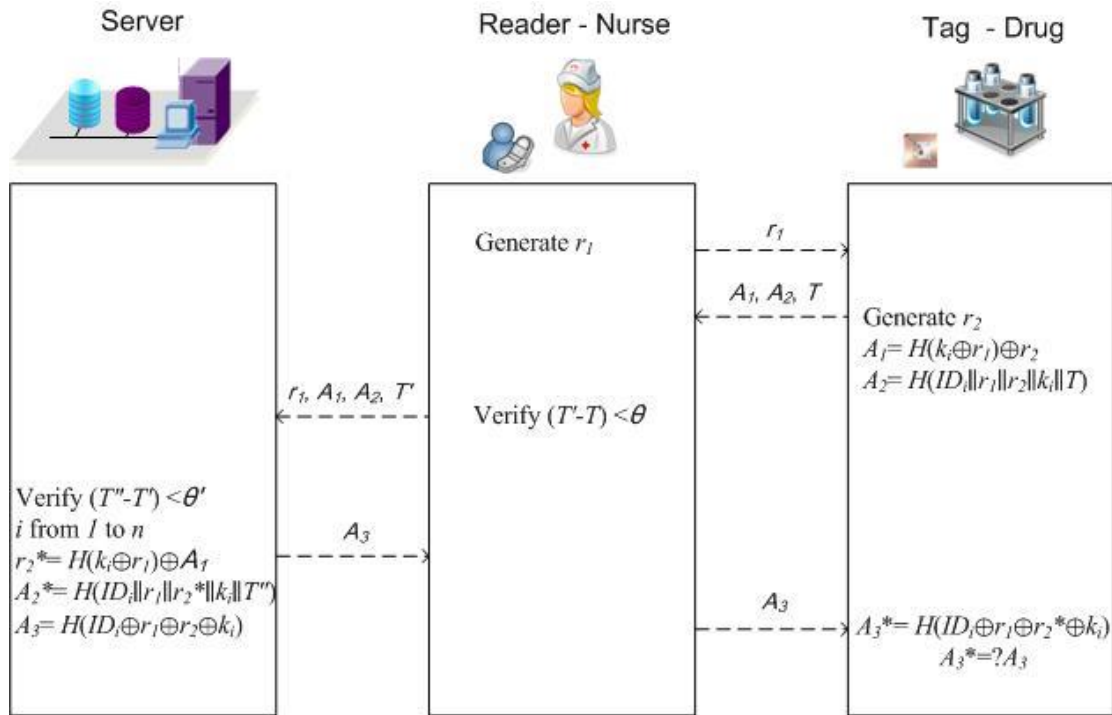 Server
Reader - Nurse
Tag - Drug
Generate r₁
r₁
A₁, A₂, T
Generate r₂
A₁= H(kᵢ⊕r₁)⊕r₂
A₂= H(IDᵢ||r₁||r₂||kᵢ||T)
r₁, A₁, A₂, T'
Verify (T'-T) <θ
Verify (T''-T') <θ'
i from 1 to n
r₂*= H(kᵢ⊕r₁)⊕A₁
A₂*= H(IDᵢ||r₁||r₂*||kᵢ||T'')
A₃= H(IDᵢ⊕r₁⊕r₂⊕kᵢ)
A₃
A₃
A₃*= H(IDᵢ⊕r₁⊕r₂*⊕kᵢ)
A₃*=?A₃